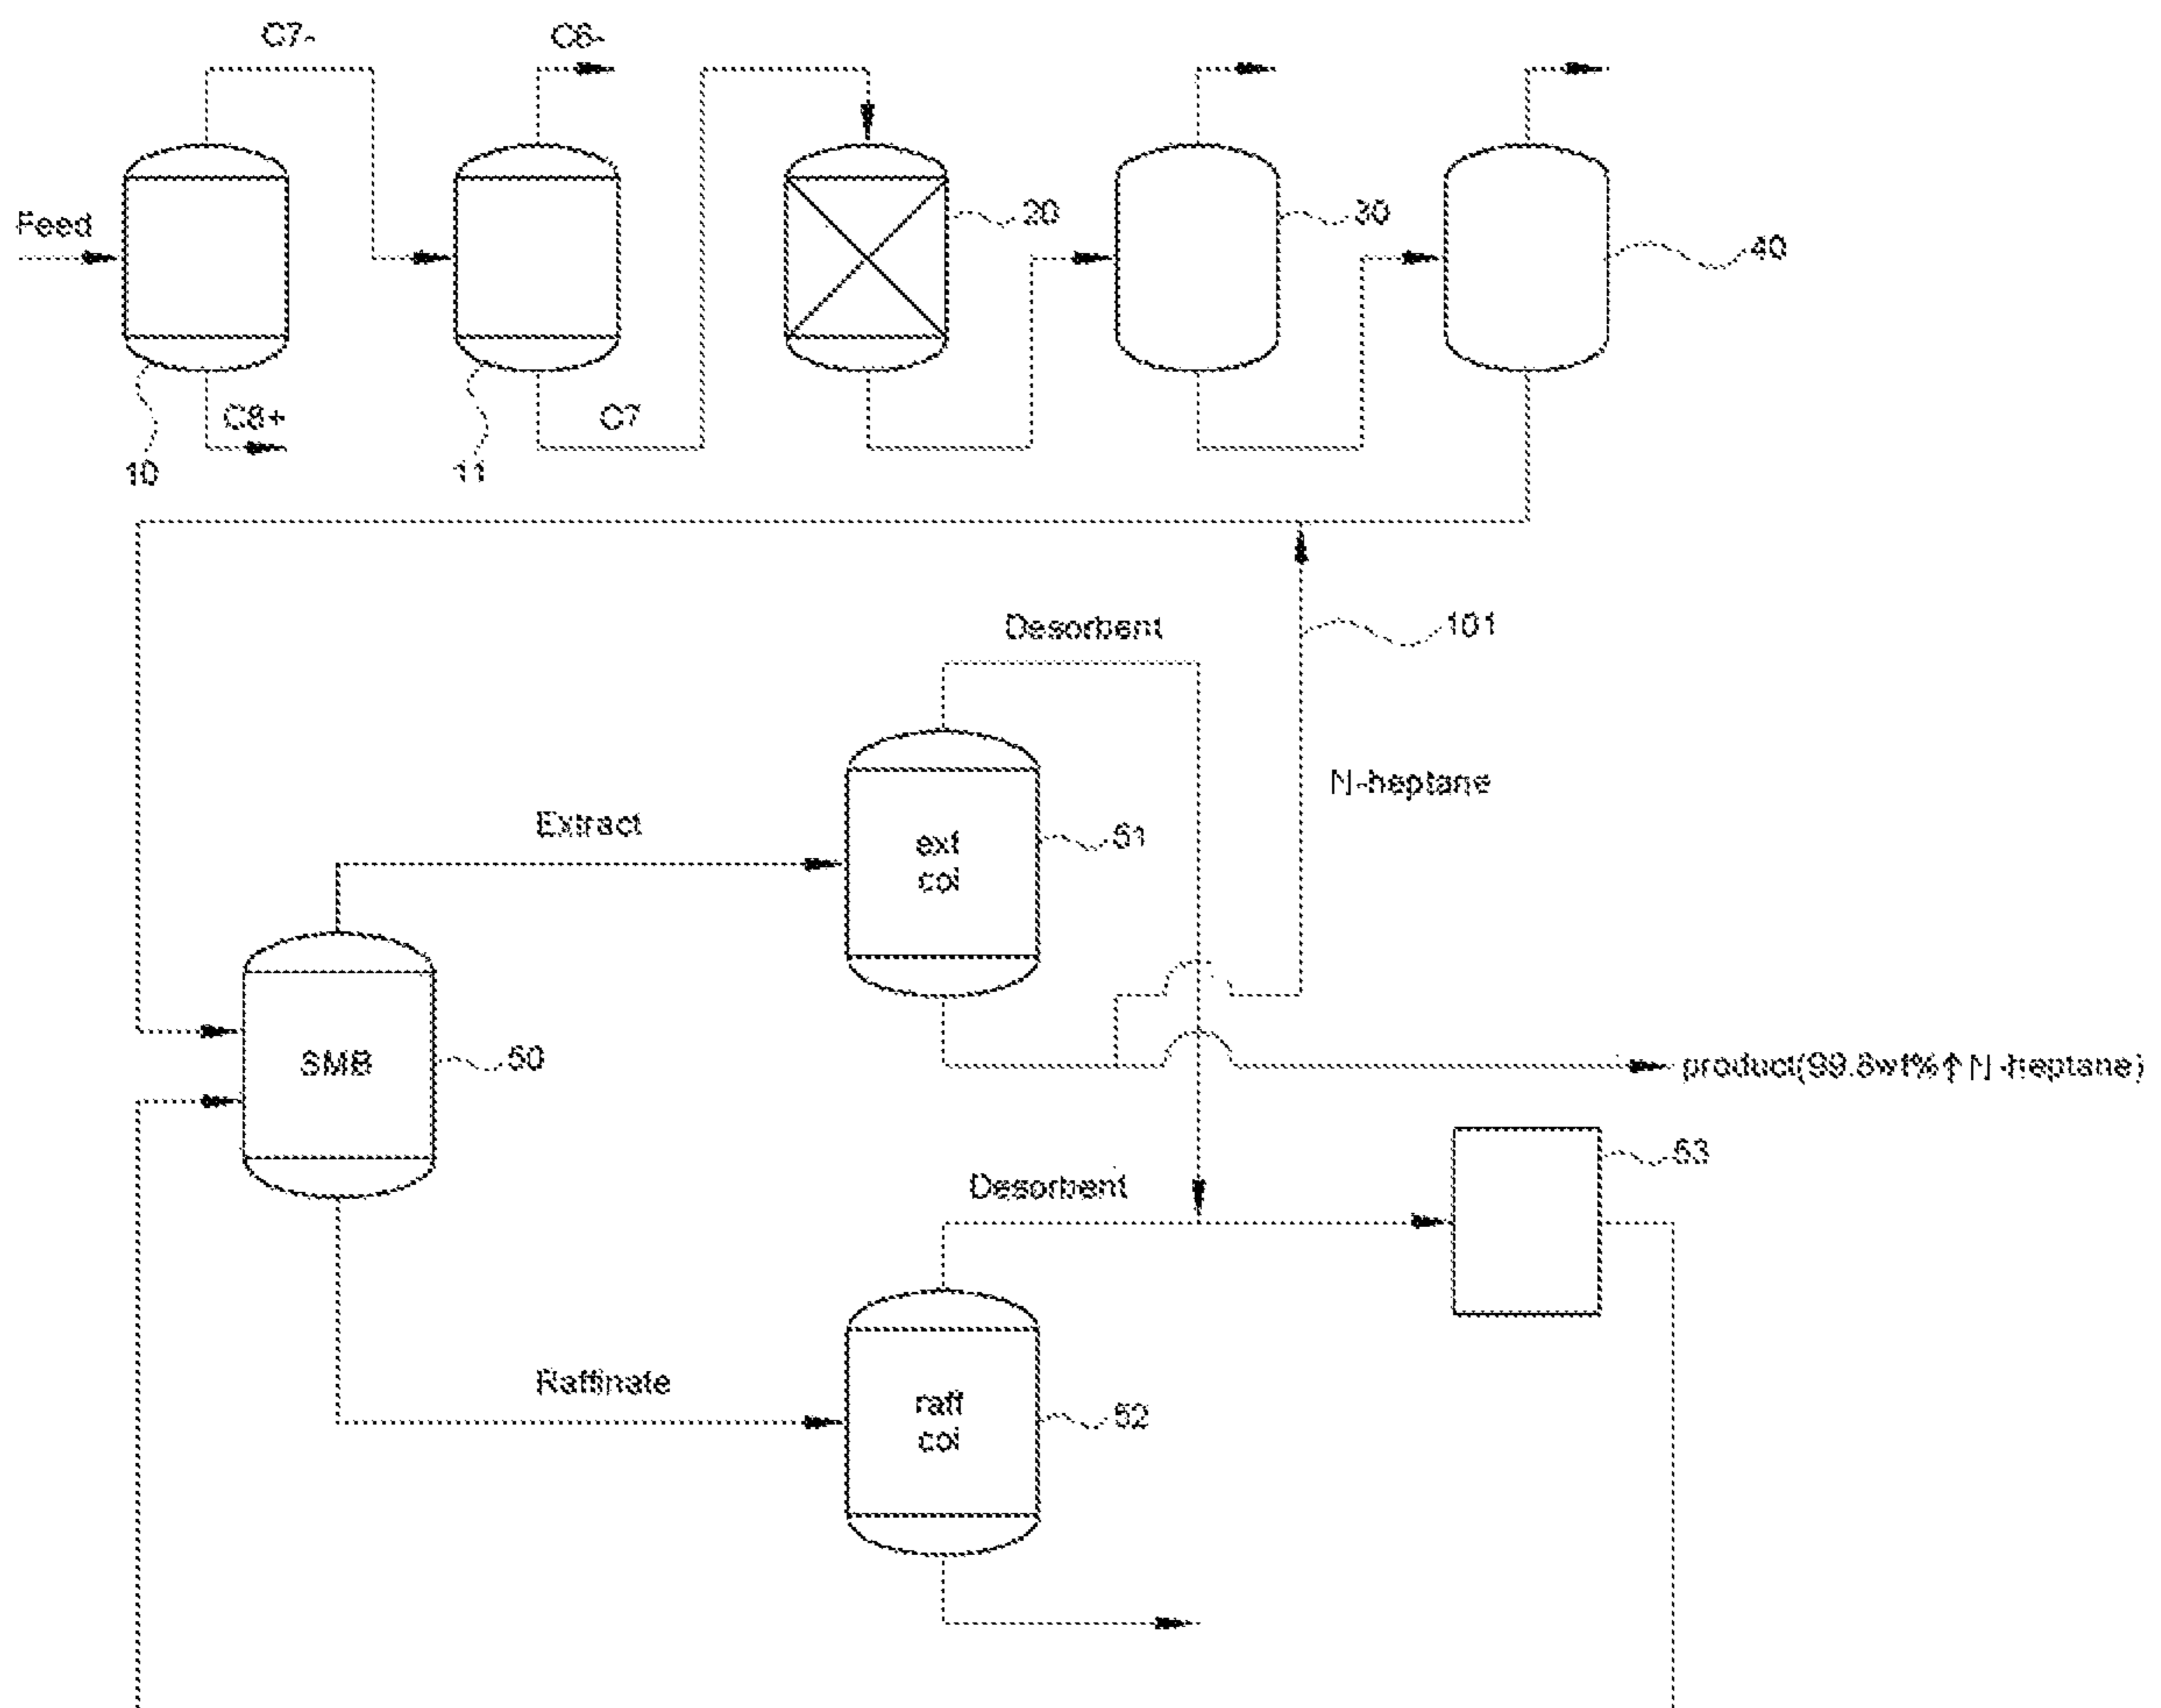 C7-
C6-
Feed
20
30
40
C8+
C7
10
11
Desorbent
101
N-heptane
Extract
ext
col
51
SMB
50
product(99.5wt%↑N-heptane)
53
Desorbent
Raffinate
raff
col
52